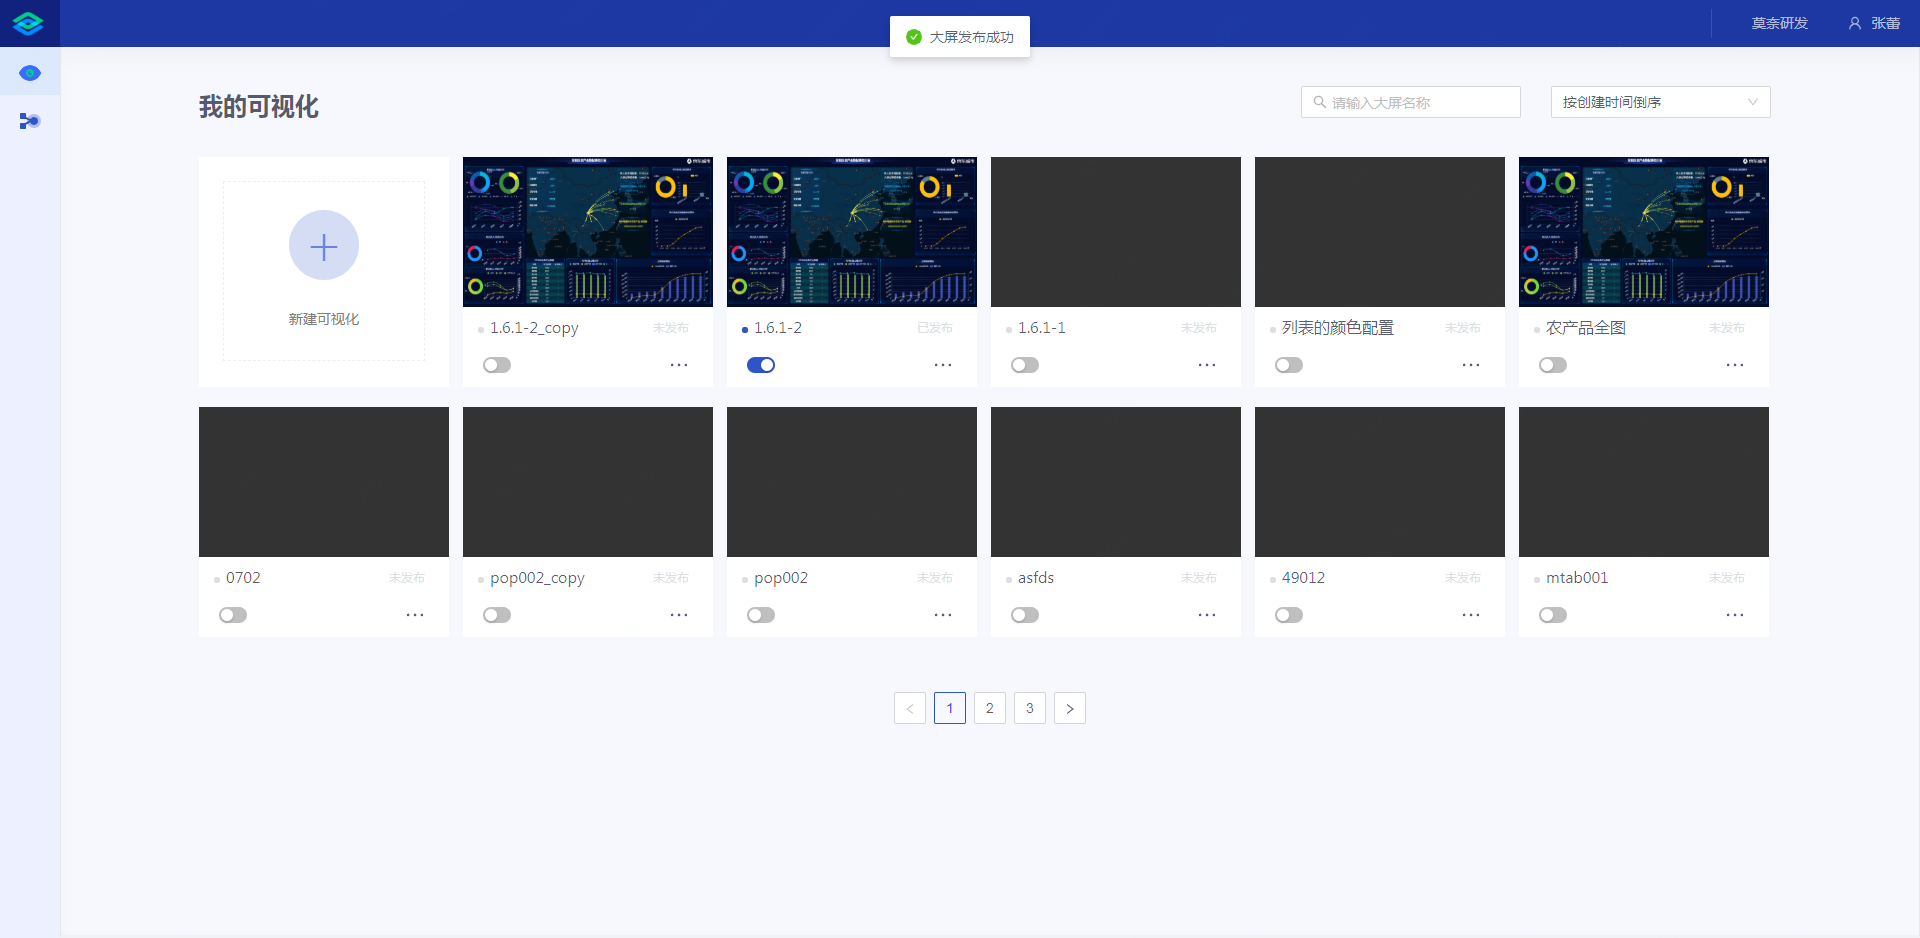 大屏发布成功
莫奈研发
张蕾
我的可视化
请输入大屏名称
按创建时间倒序
新建可视化
1.6.1-2_copy
未发布
1.6.1-2
已发布
1.6.1-1
未发布
列表的颜色配置
未发布
农产品全图
未发布
0702
未发布
pop002_copy
未发布
pop002
未发布
asfds
未发布
49012
未发布
mtab001
未发布
< 1 2 3 >